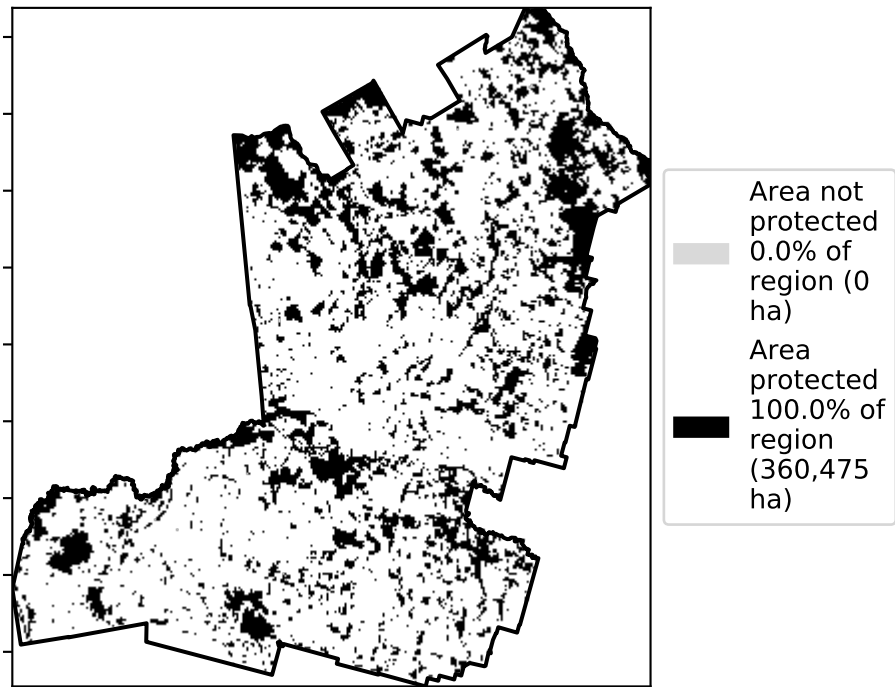 Area not
protected
0.0% of
region (0
ha)
Area
protected
100.0% of
region
(360,475
ha)